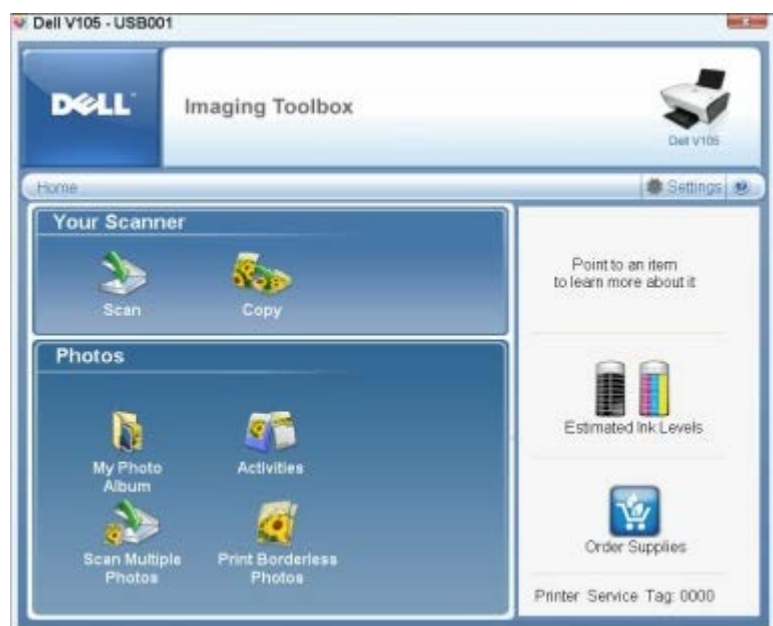 Dell V105 - USB001
DELL
Imaging Toolbox
Dell V105
Home
Settings
Your Scanner
Scan
Copy
Photos
My Photo
Album
Activities
Scan Multiple
Photos
Print Borderless
Photos
Point to an item
to learn more about it
Estimated Ink Levels
Order Supplies
Printer Service Tag: 0000